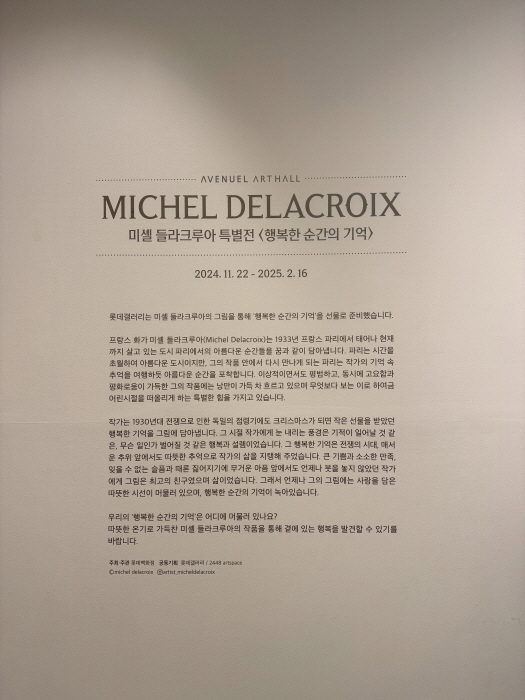 AVENUEL ARTHALL
MICHEL DELACROIX
미셸 들라크루아 특별전 <행복한 순간의 기억>
2024. 11. 22 - 2025. 2. 16
롯데갤러리는 미셸 들라크루아의 그림을 통해 '행복한 순간의 기억'을 선물로 준비했습니다.
프랑스 화가 미셸 들라크루아(Michel Delacroix)는 1933년 프랑스 파리에서 태어나 현재
까지 살고 있는 도시 파리에서의 아름다운 순간들을 꿈과 같이 담아냅니다. 파리는 시간을
초월하여 아름다운 도시이지만, 그의 작품 안에서 다시 만나게 되는 파리는 작가의 기억 속
추억을 여행하듯 아름다운 순간을 포착합니다. 이상적이면서도 평범하고, 동시에 고요함과
평화로움이 가득한 그의 작품에는 낭만이 가득 차 흐르고 있으며 무엇보다 보는 이로 하여금
어린시절을 떠올리게 하는 특별한 힘을 가지고 있습니다.
작가는 1930년대 전쟁으로 인한 독일의 점령기에도 크리스마스가 되면 작은 선물을 받았던
행복한 기억을 그림에 담아냅니다. 그 시절 작가에게 눈 내리는 풍경은 기적이 일어날 것 같
은, 무슨 일인가 벌어질 것 같은 행복과 설렘이었습니다. 그 행복한 기억은 전쟁의 시대, 매서
운 추위 앞에서도 따뜻한 추억으로 작가의 삶을 지탱해 주었습니다. 큰 기쁨과 소소한 만족,
잊을 수 없는 슬픔과 때론 짊어지기에 무거운 아픔 앞에서도 언제나 붓을 놓지 않았던 작가
에게 그림은 최고의 친구였으며 삶이었습니다. 그래서 언제나 그의 그림에는 사랑을 담은
따뜻한 시선이 머물러 있으며, 행복한 순간의 기억이 녹아있습니다.
우리의 '행복한 순간의 기억'은 어디에 머물러 있나요?
따뜻한 온기로 가득찬 미셸 들라크루아의 작품을 통해 곁에 있는 행복을 발견할 수 있기를
바랍니다.
주최·주관 롯데백화점 공동기획 롯데갤러리 / 2448 artspace
©michel delacroix @artist_micheldelacroix